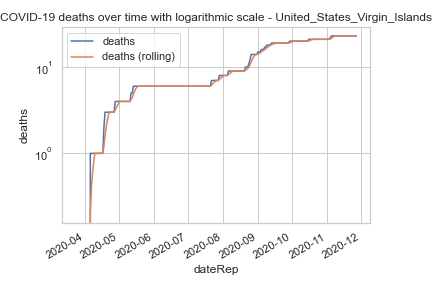 COVID-19 deaths over time with logarithmic scale - United_States_Virgin_Islands
deaths
deaths (rolling)
10¹
10⁰
deaths
2020-04
2020-05
2020-06
2020-07
2020-08
2020-09
2020-10
2020-11
2020-12
dateRep